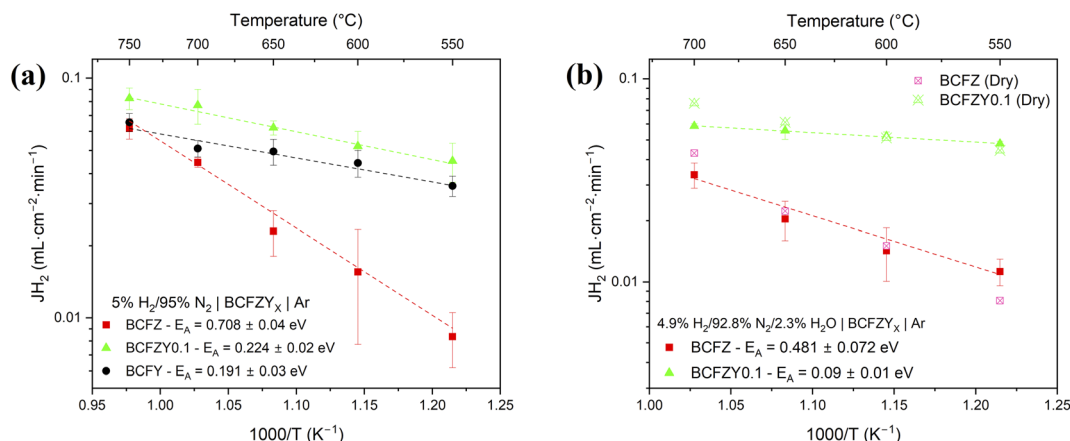 (a)
Temperature (°C)
750 700 650 600 550
0.1
0.01
JH₂ (mL·cm⁻²·min⁻¹)
5% H₂/95% N₂ | BCFZYₓ | Ar
BCFZ - Eᴀ = 0.708 ± 0.04 eV
BCFZY0.1 - Eᴀ = 0.224 ± 0.02 eV
BCFY - Eᴀ = 0.191 ± 0.03 eV
0.95 1.00 1.05 1.10 1.15 1.20 1.25
1000/T (K⁻¹)
(b)
Temperature (°C)
700 650 600 550
0.1
0.01
JH₂ (mL·cm⁻²·min⁻¹)
BCFZ (Dry)
BCFZY0.1 (Dry)
4.9% H₂/92.8% N₂/2.3% H₂O | BCFZYₓ | Ar
BCFZ - Eᴀ = 0.481 ± 0.072 eV
BCFZY0.1 - Eᴀ = 0.09 ± 0.01 eV
1.00 1.05 1.10 1.15 1.20 1.25
1000/T (K⁻¹)